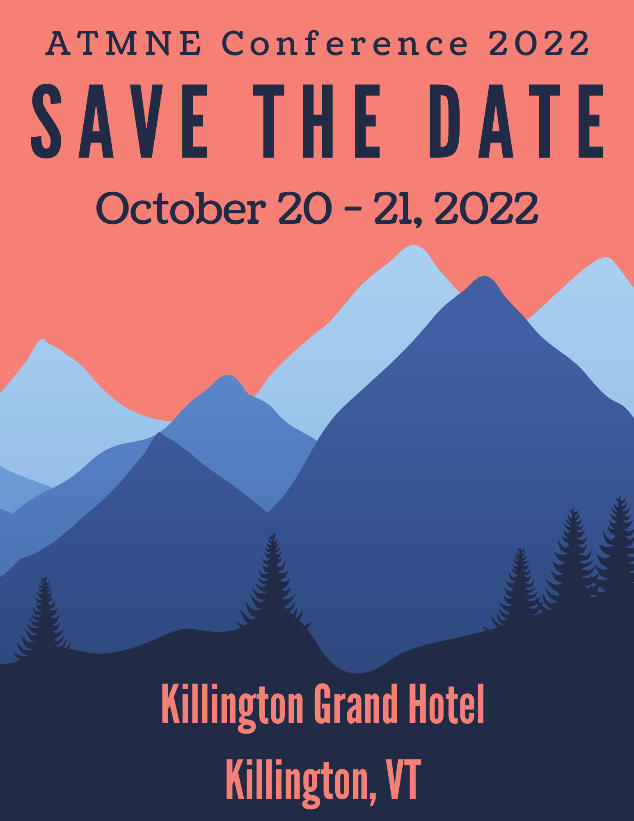 ATMNE Conference 2022
SAVE THE DATE
October 20 - 21, 2022
Killington Grand Hotel
Killington, VT